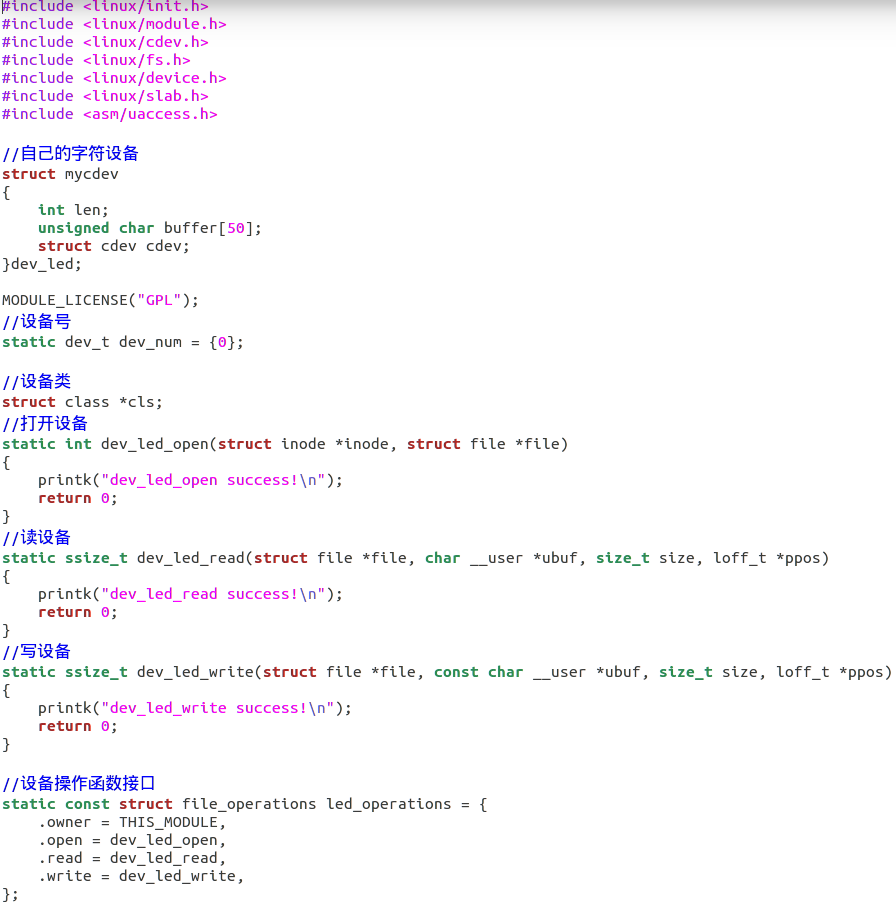 #include <linux/init.h>
#include <linux/module.h>
#include <linux/cdev.h>
#include <linux/fs.h>
#include <linux/device.h>
#include <linux/slab.h>
#include <asm/uaccess.h>

//自己的字符设备
struct mycdev
{
    int len;
    unsigned char buffer[50];
    struct cdev cdev;
}dev_led;

MODULE_LICENSE("GPL");
//设备号
static dev_t dev_num = {0};

//设备类
struct class *cls;
//打开设备
static int dev_led_open(struct inode *inode, struct file *file)
{
    printk("dev_led_open success!\n");
    return 0;
}
//读设备
static ssize_t dev_led_read(struct file *file, char __user *ubuf, size_t size, loff_t *ppos)
{
    printk("dev_led_read success!\n");
    return 0;
}
//写设备
static ssize_t dev_led_write(struct file *file, const char __user *ubuf, size_t size, loff_t *ppos)
{
    printk("dev_led_write success!\n");
    return 0;
}

//设备操作函数接口
static const struct file_operations led_operations = {
    .owner = THIS_MODULE,
    .open = dev_led_open,
    .read = dev_led_read,
    .write = dev_led_write,
};